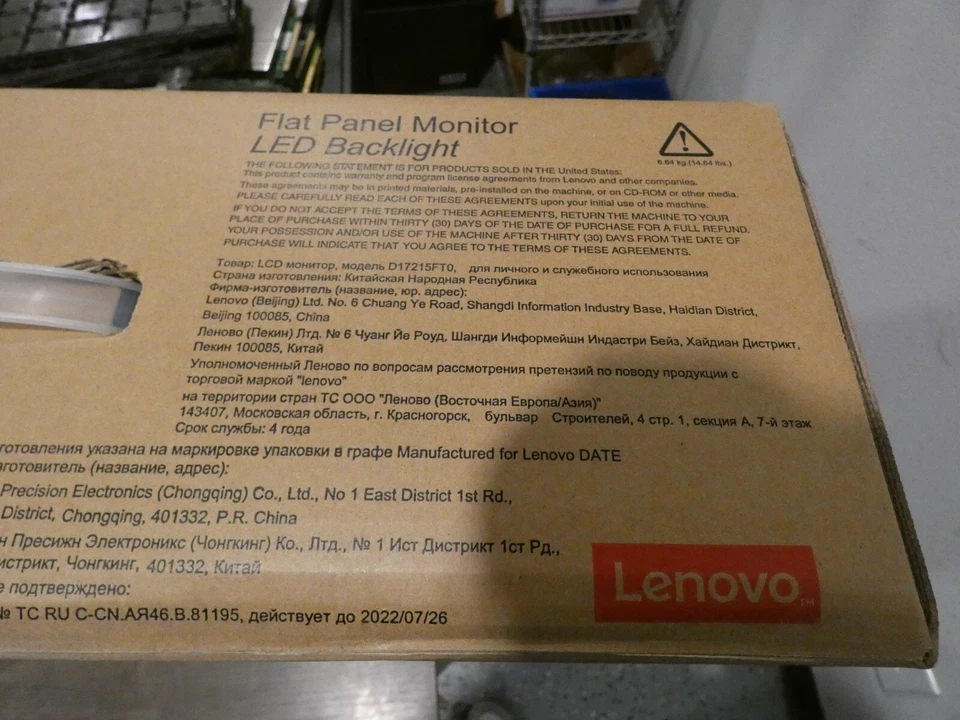 Flat Panel Monitor
LED Backlight
6.64 kg.(14.64 lbs.)
THE FOLLOWING STATEMENT IS FOR PRODUCTS SOLD IN THE United States:
This product contains warranty and program license agreements from Lenovo and other companies.
These agreements may be in printed materials, pre-installed on the machine, or on CD-ROM or other media.
PLEASE CAREFULLY READ EACH OF THESE AGREEMENTS upon your initial use of the machine.
IF YOU DO NOT ACCEPT THE TERMS OF THESE AGREEMENTS, RETURN THE MACHINE TO YOUR
PLACE OF PURCHASE WITHIN THIRTY (30) DAYS OF THE DATE OF PURCHASE FOR A FULL REFUND.
YOUR POSSESSION AND/OR USE OF THE MACHINE AFTER THIRTY (30) DAYS FROM THE DATE OF
PURCHASE WILL INDICATE THAT YOU AGREE TO THE TERMS OF THESE AGREEMENTS.
Товар: LCD монитор, модель D17215FT0, для личного и служебного использования
Страна изготовления: Китайская Народная Республика
Фирма-изготовитель (название, юр. адрес):
Lenovo (Beijing) Ltd. No. 6 Chuang Ye Road, Shangdi Information Industry Base, Haidian District,
Beijing 100085, China
Леново (Пекин) Лтд. № 6 Чуанг Йе Роуд, Шангди Информейшн Индастри Бейз, Хайдиан Дистрикт,
Пекин 100085, Китай
Уполномоченный Леново по вопросам рассмотрения претензий по поводу продукции с
торговой маркой "lenovo"
на территории стран ТС ООО "Леново (Восточная Европа/Азия)"
143407, Московская область, г. Красногорск, бульвар Строителей, 4 стр. 1, секция А, 7-й этаж
Срок службы: 4 года
готовления указана на маркировке упаковки в графе Manufactured for Lenovo DATE
зготовитель (название, адрес):
Precision Electronics (Chongqing) Co., Ltd., No 1 East District 1st Rd.,
District, Chongqing, 401332, P.R. China
н Пресижн Электроникс (Чонгкинг) Ко., Лтд., № 1 Ист Дистрикт 1ст Рд.,
истрикт, Чонгкинг, 401332, Китай
е подтверждено:
№ ТС RU C-CN.АЯ46.В.81195, действует до 2022/07/26
Lenovo™